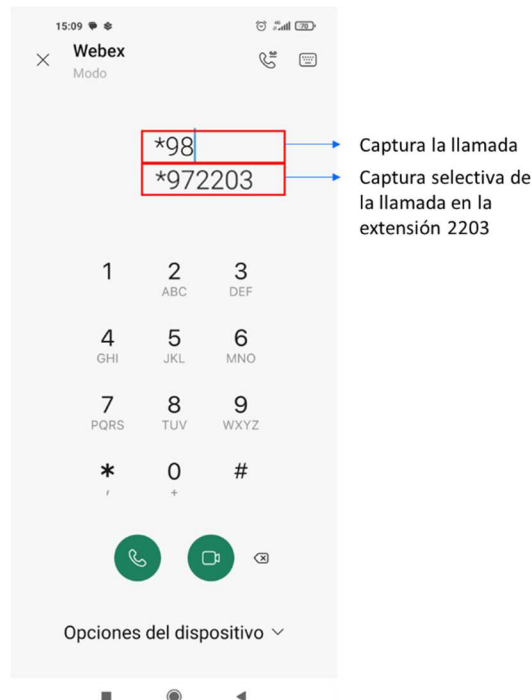 15:09
4G
70
Webex
Modo
*98
*972203
Captura la llamada
Captura selectiva de
la llamada en la
extensión 2203
1 2 3
ABC DEF
4 5 6
GHI JKL MNO
7 8 9
PQRS TUV WXYZ
* 0 #
, +
Opciones del dispositivo